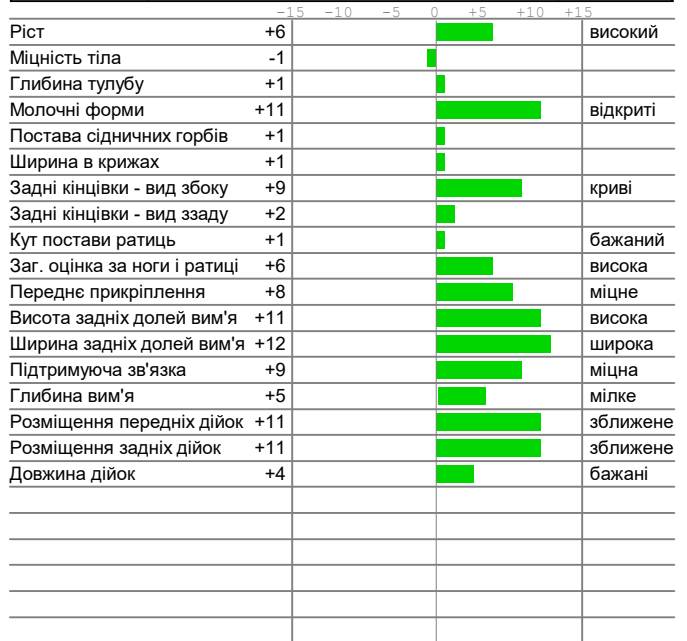 -15 -10 -5 0 +5 +10 +15
Ріст +6 високий
Міцність тіла -1
Глибина тулубу +1
Молочні форми +11 відкриті
Постава сідничних горбів +1
Ширина в крижах +1
Задні кінцівки - вид збоку +9 криві
Задні кінцівки - вид ззаду +2
Кут постави ратиць +1 бажаний
Заг. оцінка за ноги і ратиці +6 висока
Переднє прикріплення +8 міцне
Висота задніх долей вим'я +11 висока
Ширина задніх долей вим'я +12 широка
Підтримуюча зв'язка +9 міцна
Глибина вим'я +5 мілке
Розміщення передніх дійок +11 зближене
Розміщення задніх дійок +11 зближене
Довжина дійок +4 бажані